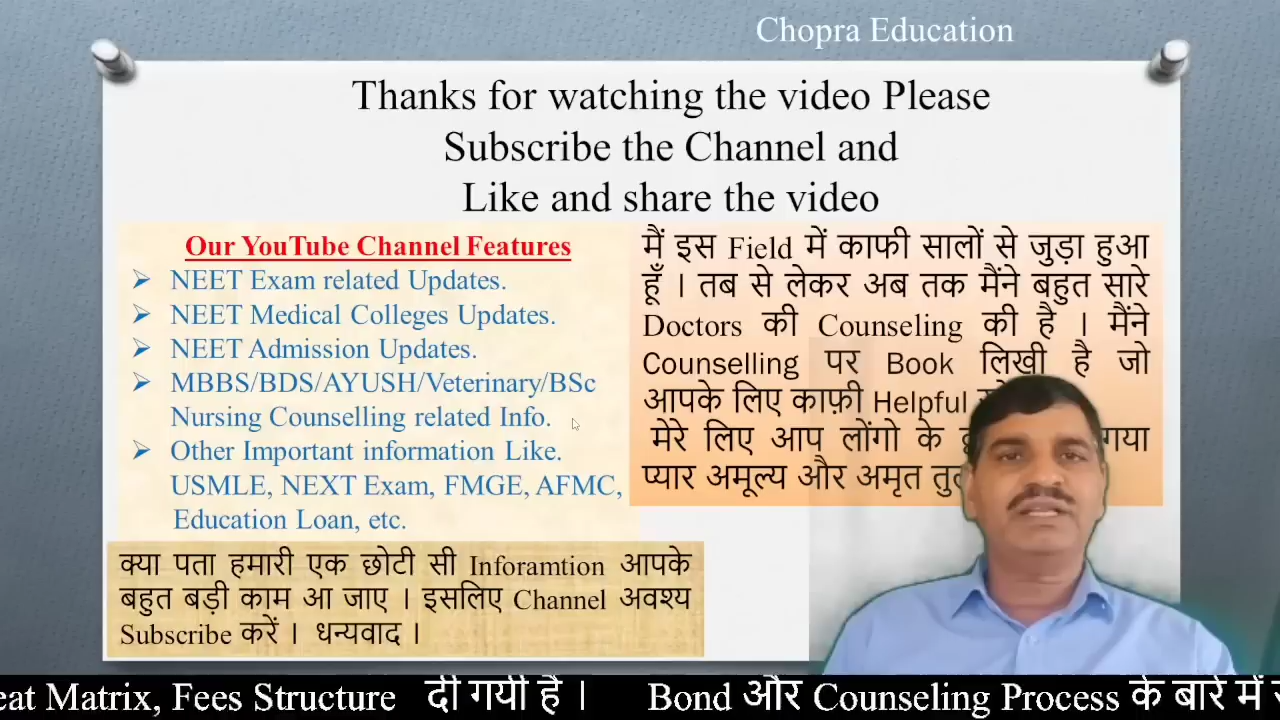 Chopra Education
Thanks for watching the video Please
Subscribe the Channel and
Like and share the video
Our YouTube Channel Features
NEET Exam related Updates.
NEET Medical Colleges Updates.
NEET Admission Updates.
MBBS/BDS/AYUSH/Veterinary/BSc
Nursing Counselling related Info.
Other Important information Like.
USMLE, NEXT Exam, FMGE, AFMC,
Education Loan, etc.
मैं इस Field में काफी सालों से जुड़ा हुआ
हूँ । तब से लेकर अब तक मैंने बहुत सारे
Doctors की Counseling की है । मैंने
Counselling पर Book लिखी है जो
आपके लिए काफ़ी Helpful
मेरे लिए आप लोंगो के गया
प्यार अमूल्य और अमृत
क्या पता हमारी एक छोटी सी Inforamtion आपके
बहुत बड़ी काम आ जाए । इसलिए Channel अवश्य
Subscribe करें । धन्यवाद ।
Matrix, Fees Structure दी गयी है । Bond और Counseling Process के बारे में